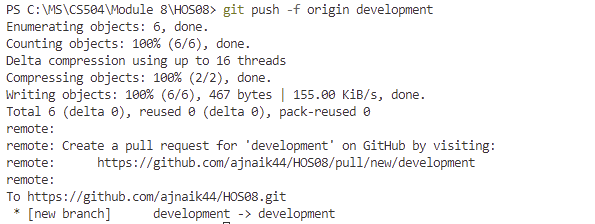 PS C:\MS\CS504\Module 8\HOS08> git push -f origin development
Enumerating objects: 6, done.
Counting objects: 100% (6/6), done.
Delta compression using up to 16 threads
Compressing objects: 100% (2/2), done.
Writing objects: 100% (6/6), 467 bytes | 155.00 KiB/s, done.
Total 6 (delta 0), reused 0 (delta 0), pack-reused 0
remote:
remote: Create a pull request for 'development' on GitHub by visiting:
remote:      https://github.com/ajnaik44/HOS08/pull/new/development
remote:
To https://github.com/ajnaik44/HOS08.git
 * [new branch]      development -> development